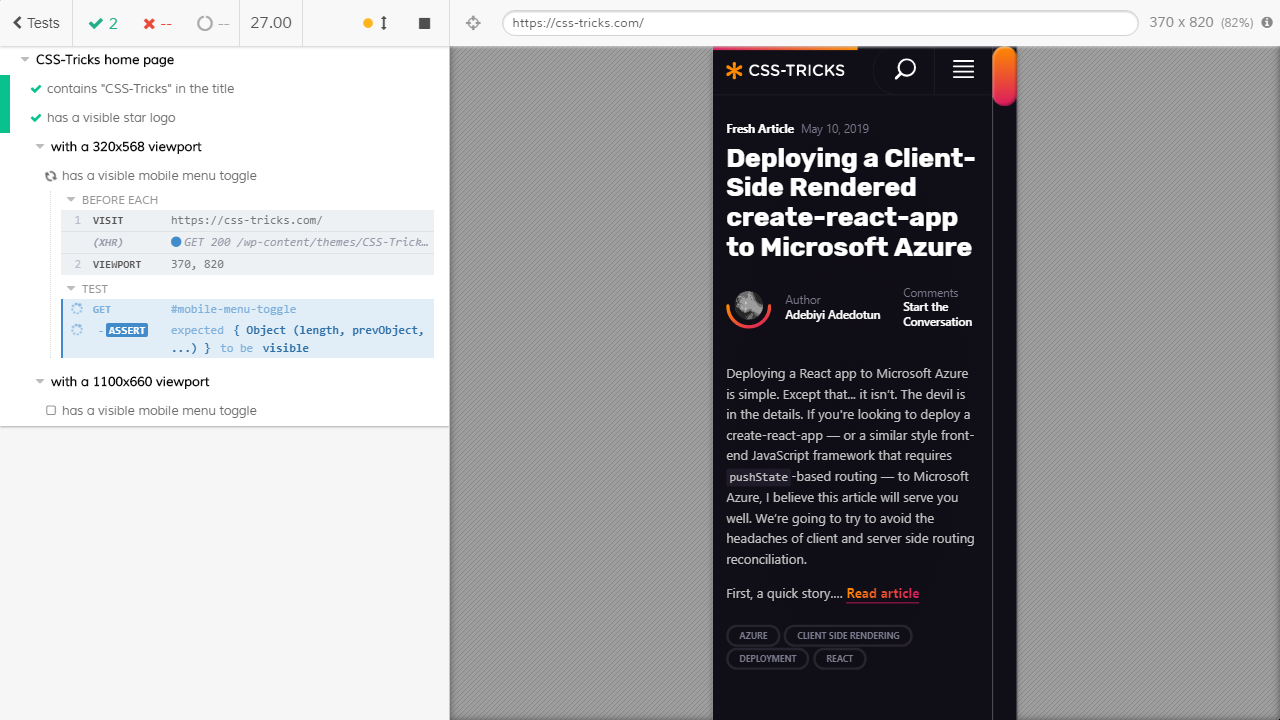 Tests
2
--
--
27.00
https://css-tricks.com/
370 x 820 (82%)
CSS-Tricks home page
contains "CSS-Tricks" in the title
has a visible star logo
with a 320x568 viewport
has a visible mobile menu toggle
BEFORE EACH
1 VISIT https://css-tricks.com/
(XHR) GET 200 /wp-content/themes/CSS-Trick…
2 VIEWPORT 370, 820
TEST
GET #mobile-menu-toggle
-ASSERT expected { Object (length, prevObject,
...) } to be visible
with a 1100x660 viewport
has a visible mobile menu toggle
CSS-TRICKS
Fresh Article May 10, 2019
Deploying a Client-
Side Rendered
create-react-app
to Microsoft Azure
Author
Adebiyi Adedotun
Comments
Start the
Conversation
Deploying a React app to Microsoft Azure
is simple. Except that… it isn’t. The devil is
in the details. If you're looking to deploy a
create-react-app — or a similar style front-
end JavaScript framework that requires
pushState-based routing — to Microsoft
Azure, I believe this article will serve you
well. We’re going to try to avoid the
headaches of client and server side routing
reconciliation.
First, a quick story.… Read article
AZURE
CLIENT SIDE RENDERING
DEPLOYMENT
REACT